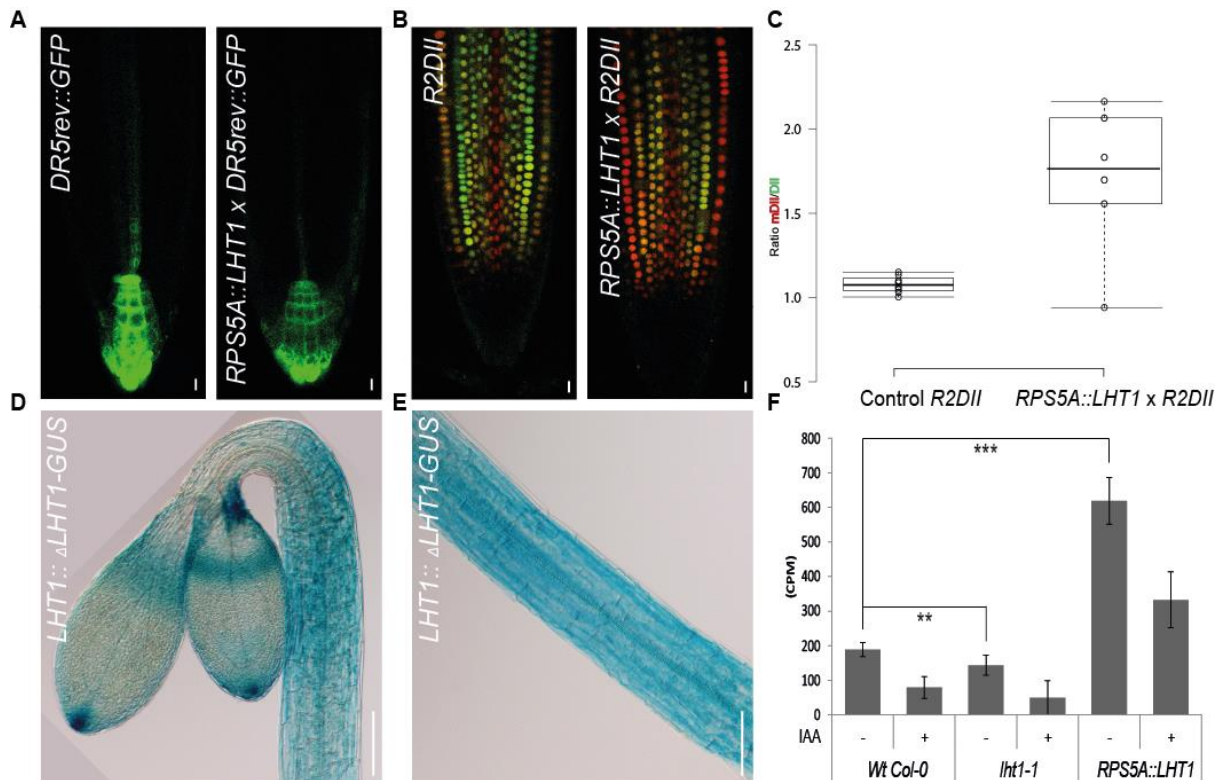 A
DR5rev::GFP
RPS5A::LHT1 x DR5rev::GFP
B
R2DII
RPS5A::LHT1 x R2DII
C
2.5
2.0
1.5
1.0
0.5
Ratio mDII/DII
Control R2DII
RPS5A::LHT1 x R2DII
D
LHT1:: ΔLHT1-GUS
E
LHT1:: ΔLHT1-GUS
F
800
700
600
500
400
300
200
100
0
(CPM)
***
**
IAA - + - + - +
Wt Col-0 lht1-1 RPS5A::LHT1